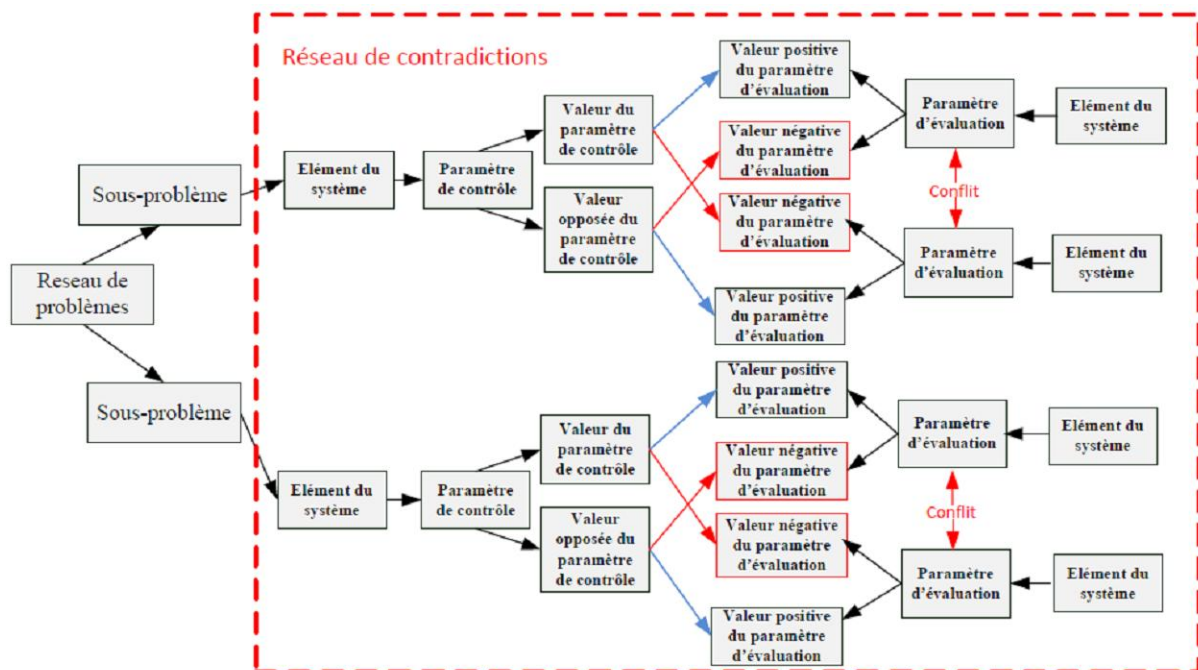 Réseau de contradictions
Reseau de
problèmes
Sous-problème
Elément du
système
Paramètre
de contrôle
Valeur du
paramètre
de contrôle
Valeur
opposée du
paramètre
de contrôle
Valeur positive
du paramètre
d'évaluation
Valeur négative
du paramètre
d'évaluation
Valeur négative
du paramètre
d'évaluation
Valeur positive
du paramètre
d'évaluation
Paramètre
d'évaluation
Conflit
Paramètre
d'évaluation
Elément du
système
Elément du
système
Sous-problème
Elément du
système
Paramètre
de contrôle
Valeur du
paramètre
de contrôle
Valeur
opposée du
paramètre
de contrôle
Valeur positive
du paramètre
d'évaluation
Valeur négative
du paramètre
d'évaluation
Valeur négative
du paramètre
d'évaluation
Valeur positive
du paramètre
d'évaluation
Paramètre
d'évaluation
Conflit
Paramètre
d'évaluation
Elément du
système
Elément du
système